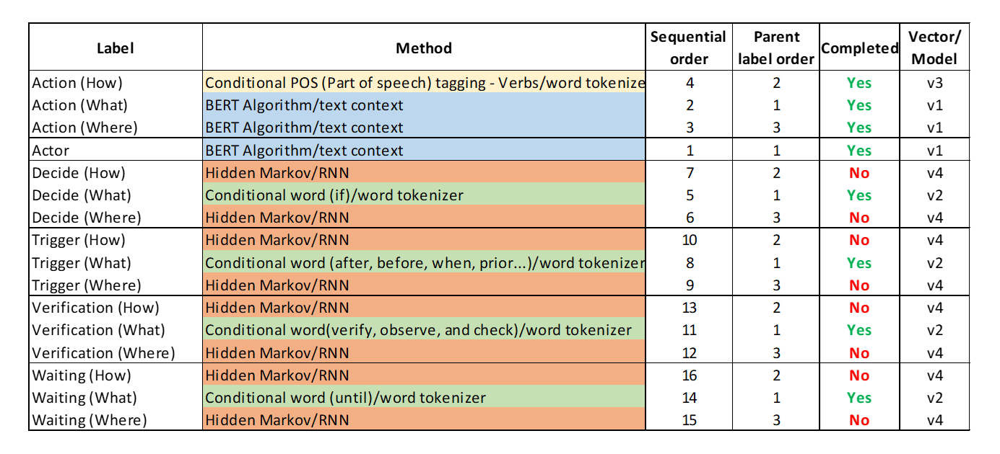 Label Method Sequential order Parent label order Completed Vector/ Model
Action (How) Conditional POS (Part of speech) tagging - Verbs/word tokenize 4 2 Yes v3
Action (What) BERT Algorithm/text context 2 1 Yes v1
Action (Where) BERT Algorithm/text context 3 3 Yes v1
Actor BERT Algorithm/text context 1 1 Yes v1
Decide (How) Hidden Markov/RNN 7 2 No v4
Decide (What) Conditional word (if)/word tokenizer 5 1 Yes v2
Decide (Where) Hidden Markov/RNN 6 3 No v4
Trigger (How) Hidden Markov/RNN 10 2 No v4
Trigger (What) Conditional word (after, before, when, prior...)/word tokenizer 8 1 Yes v2
Trigger (Where) Hidden Markov/RNN 9 3 No v4
Verification (How) Hidden Markov/RNN 13 2 No v4
Verification (What) Conditional word(verify, observe, and check)/word tokenizer 11 1 Yes v2
Verification (Where) Hidden Markov/RNN 12 3 No v4
Waiting (How) Hidden Markov/RNN 16 2 No v4
Waiting (What) Conditional word (until)/word tokenizer 14 1 Yes v2
Waiting (Where) Hidden Markov/RNN 15 3 No v4